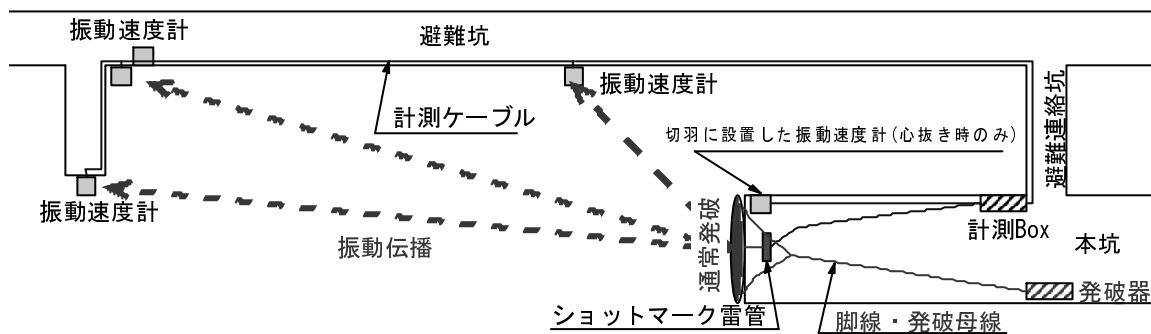 振動速度計
避難坑
振動速度計
計測ケーブル
切羽に設置した振動速度計(心抜き時のみ)
避難連絡坑
振動速度計
通常発破
計測Box
本坑
振動伝播
発破器
ショットマーク雷管
脚線・発破母線